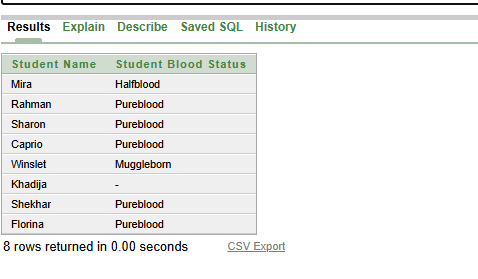 Results Explain Describe Saved SQL History
Student Name Student Blood Status
Mira Halfblood
Rahman Pureblood
Sharon Pureblood
Caprio Pureblood
Winslet Muggleborn
Khadija -
Shekhar Pureblood
Florina Pureblood
8 rows returned in 0.00 seconds CSV Export